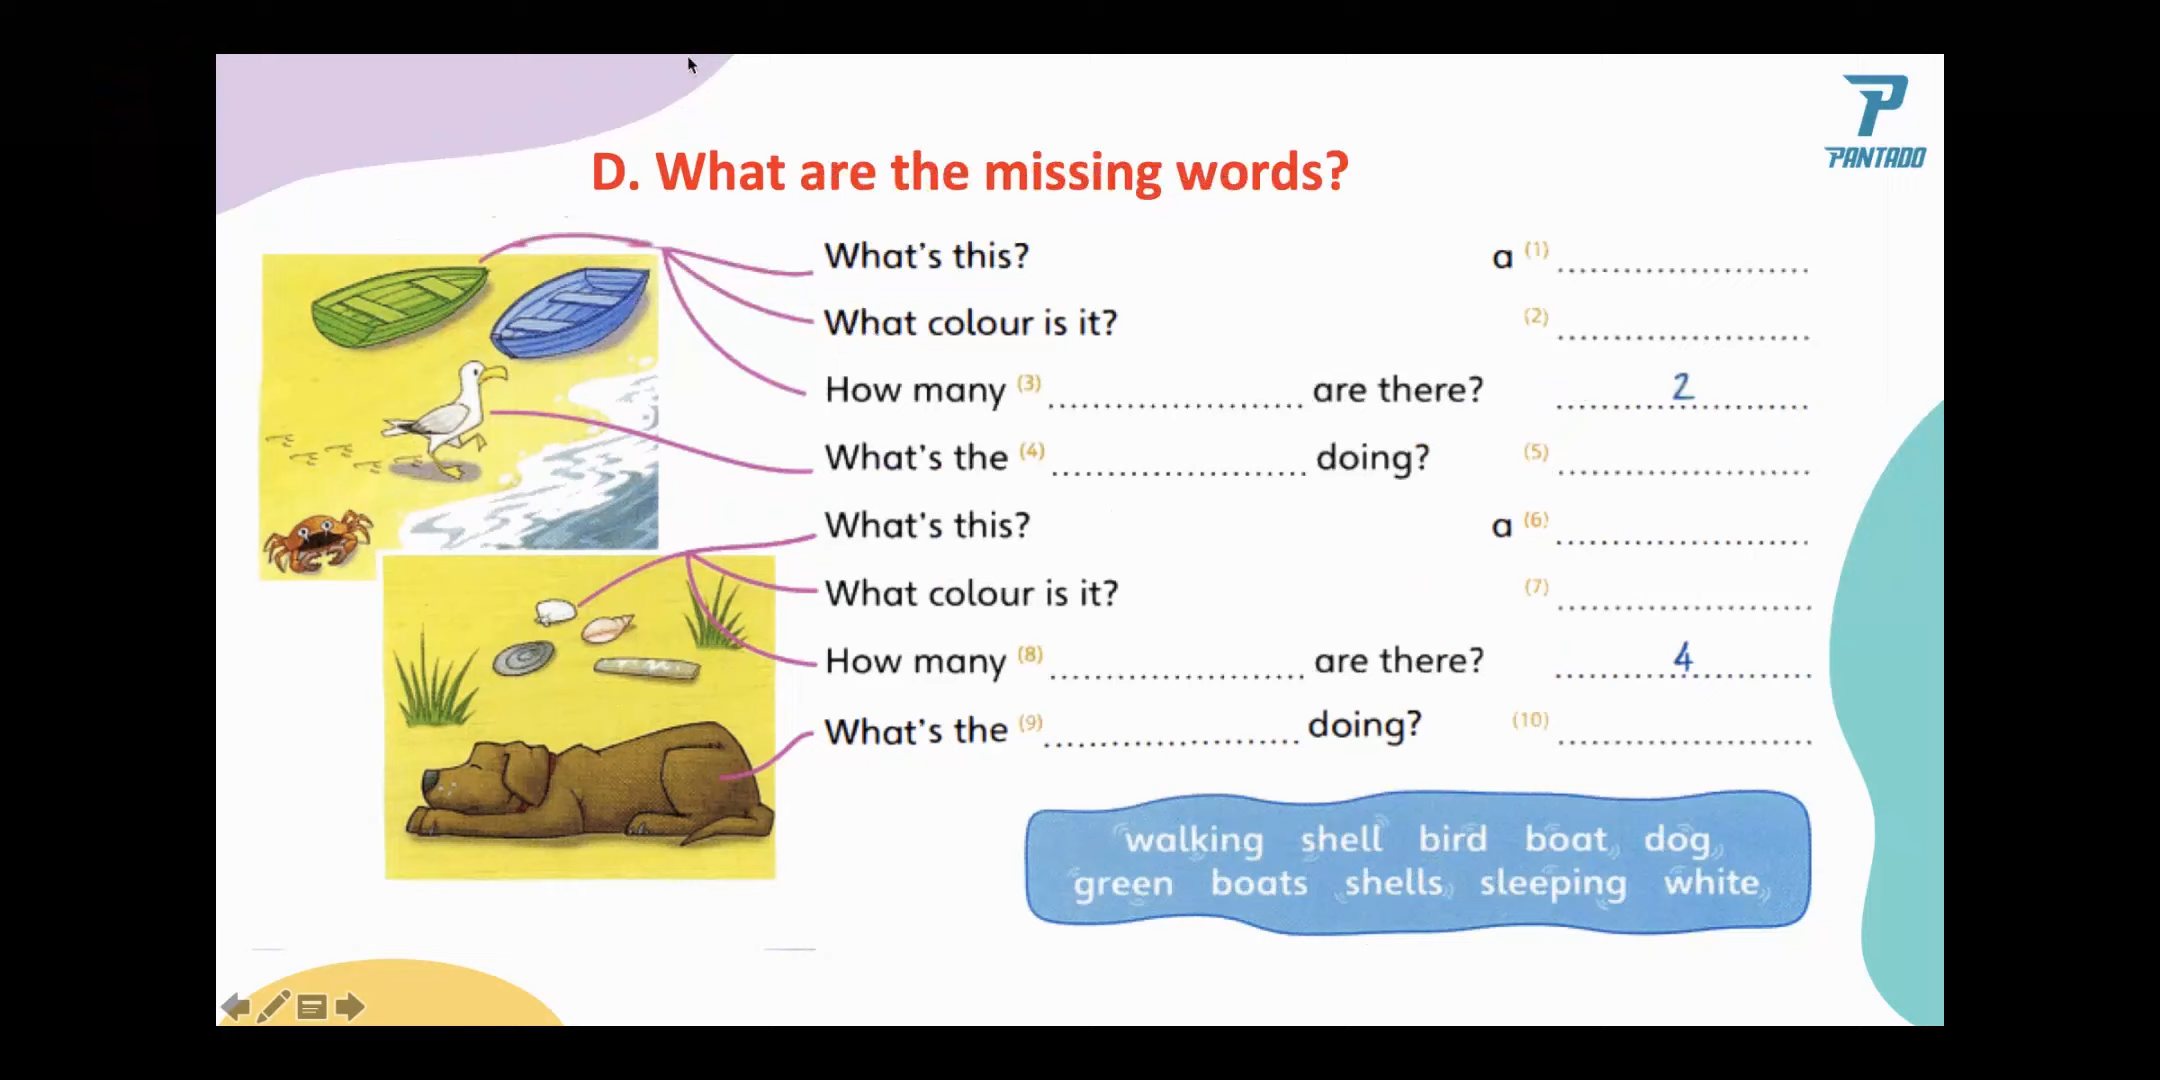 P
PANTADO
D. What are the missing words?
What's this? a (1) ........................
What colour is it? (2) ........................
How many (3) ........................ are there? 2
What's the (4) ........................ doing? (5) ........................
What's this? a (6) ........................
What colour is it? (7) ........................
How many (8) ........................ are there? 4
What's the (9) ........................ doing? (10) ........................
walking shell bird boat dog
green boats shells sleeping white